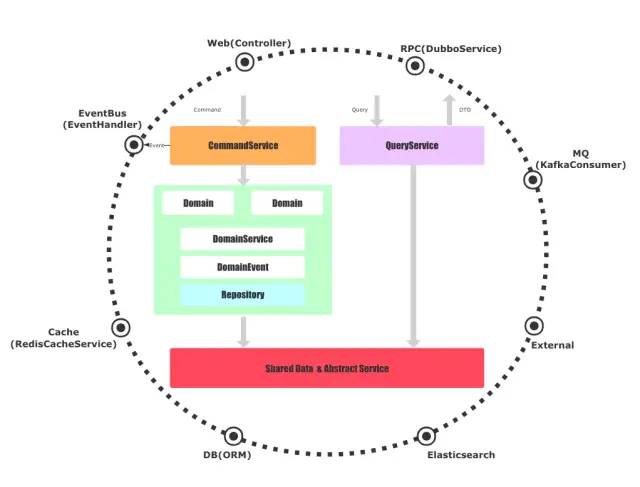 Web(Controller)
RPC(DubboService)
EventBus
(EventHandler)
Command
Query
DTO
Event
CommandService
QueryService
MQ
(KafkaConsumer)
Domain
Domain
DomainService
DomainEvent
Repository
Cache
(RedisCacheService)
External
Shared Data & Abstract Service
DB(ORM)
Elasticsearch